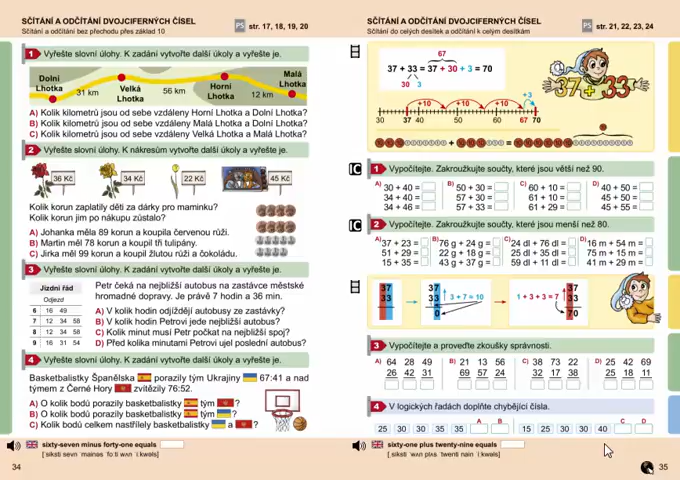 SČÍTÁNÍ A ODČÍTÁNÍ DVOJCIFERNÝCH ČÍSEL
Sčítání a odčítání bez přechodu přes základ 10
PS str. 17, 18, 19, 20
1 Vyřešte slovní úlohy. K zadání vytvořte další úkoly a vyřešte je.
Dolní Lhotka
31 km
Velká Lhotka
56 km
Horní Lhotka
12 km
Malá Lhotka
A) Kolik kilometrů jsou od sebe vzdáleny Horní Lhotka a Dolní Lhotka?
B) Kolik kilometrů jsou od sebe vzdáleny Malá Lhotka a Dolní Lhotka?
C) Kolik kilometrů jsou od sebe vzdáleny Velká Lhotka a Malá Lhotka?
2 Vyřešte slovní úlohy. K nákresům vytvořte další úkoly a vyřešte je.
36 Kč
34 Kč
22 Kč
45 Kč
Kolik korun zaplatily děti za dárky pro maminku?
Kolik korun jim po nákupu zůstalo?
A) Johanka měla 89 korun a koupila červenou růži.
B) Martin měl 78 korun a koupil tři tulipány.
C) Jirka měl 99 korun a koupil žlutou růži a čokoládu.
3 Vyřešte slovní úlohy. K zadání vytvořte další úkoly a vyřešte je.
Jízdní řád
Odjezd
6 16 49
7 12 34 58
8 12 34 58
9 16 31 54
Petr čeká na nejbližší autobus na zastávce městské
hromadné dopravy. Je právě 7 hodin a 36 min.
A) V kolik hodin odjíždějí autobusy ze zastávky?
B) V kolik hodin Petrovi jede nejbližší autobus?
C) Kolik minut musí Petr počkat na nejbližší spoj?
D) Před kolika minutami Petrovi ujel poslední autobus?
4 Vyřešte slovní úlohy. K zadání vytvořte další úkoly a vyřešte je.
Basketbalistky Španělska porazily tým Ukrajiny 67:41 a nad
týmem z Černé Hory zvítězily 76:52.
A) O kolik bodů porazily basketbalistky tým ?
B) O kolik bodů porazily basketbalistky tým ?
C) Kolik bodů celkem nastřílely basketbalistky a ?
sixty-seven minus forty-one equals
34
SČÍTÁNÍ A ODČÍTÁNÍ DVOJCIFERNÝCH ČÍSEL
Sčítání do celých desítek a odčítání k celým desítkám
PS str. 21, 22, 23, 24
67
37 + 33 = 37 + 30 + 3 = 70
30 3
37 + 33
+10 +10 +10 +3
30 37 40 50 60 67 70
1 Vypočítejte. Zakroužkujte součty, které jsou větší než 90.
A) 30 + 40 =
34 + 40 =
34 + 46 =
B) 50 + 30 =
57 + 30 =
57 + 33 =
C) 60 + 10 =
61 + 10 =
61 + 29 =
D) 40 + 50 =
45 + 50 =
45 + 55 =
2 Vypočítejte. Zakroužkujte součty, které jsou menší než 80.
A) 37 + 23 =
51 + 29 =
15 + 35 =
B) 76 g + 24 g =
22 g + 18 g =
43 g + 37 g =
C) 24 dl + 76 dl =
25 dl + 35 dl =
59 dl + 11 dl =
D) 16 m + 54 m =
75 m + 15 m =
41 m + 29 m =
37
33
37
33
0
3 + 7 = 10
1 + 3 + 3 = 7
37
33
70
3 Vypočítejte a proveďte zkoušky správnosti.
A) 64 28 49
26 42 31
B) 21 13 56
69 57 24
C) 38 73 22
32 17 38
D) 25 42 69
25 18 11
4 V logických řadách doplňte chybějící čísla.
A B
25 30 35 35
C D
15 25 30 30 40
sixty-one plus twenty-nine equals
35